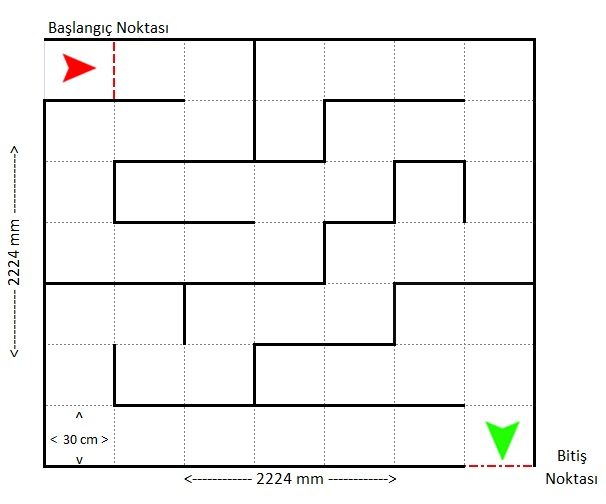 Başlangıç Noktası
<----------- 2224 mm ----------->
< 30 cm >
<------------ 2224 mm ----------->
Bitiş
Noktası